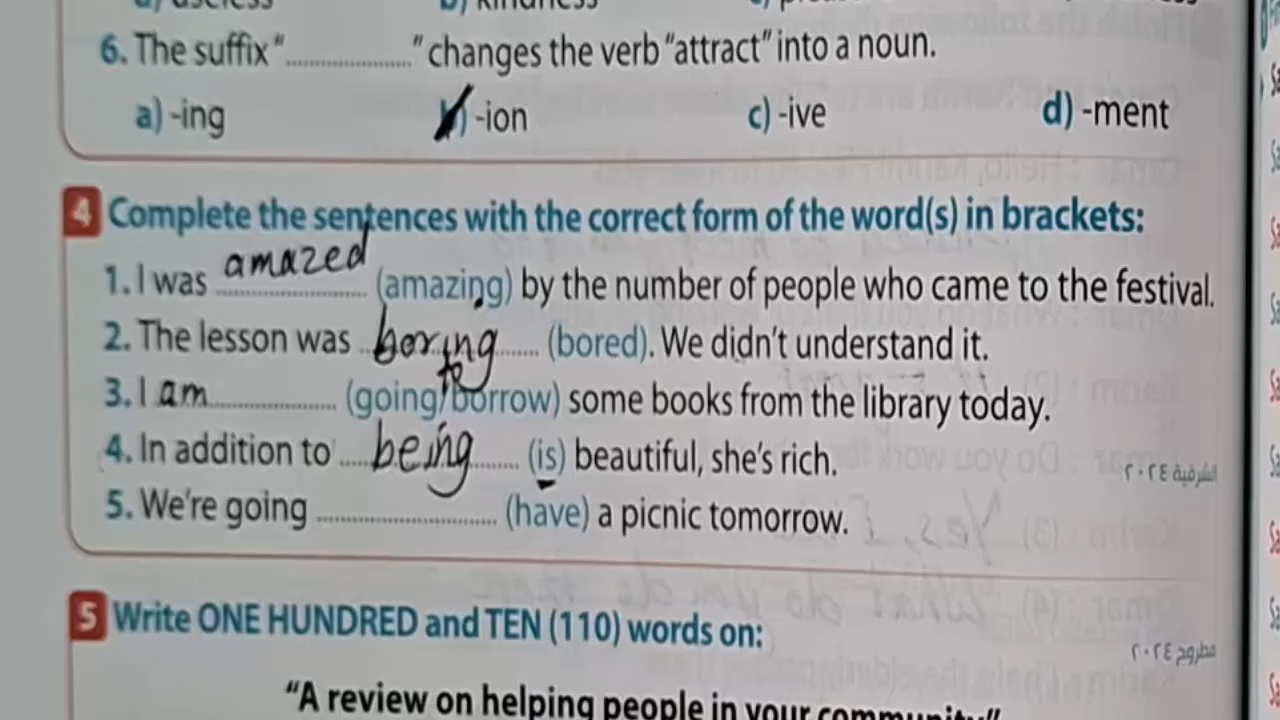 6. The suffix "...................." changes the verb "attract" into a noun.
a) -ing b) -ion c) -ive d) -ment
4 Complete the sentences with the correct form of the word(s) in brackets:
1. I was amazed (amazing) by the number of people who came to the festival.
2. The lesson was boring (bored). We didn't understand it.
to
3. I am (going/borrow) some books from the library today.
4. In addition to being (is) beautiful, she's rich.
الشرقية ٢٠٢٤
5. We're going .............................. (have) a picnic tomorrow.
5 Write ONE HUNDRED and TEN (110) words on:
مطروح ٢٠٢٤
"A review on helping people in your community"